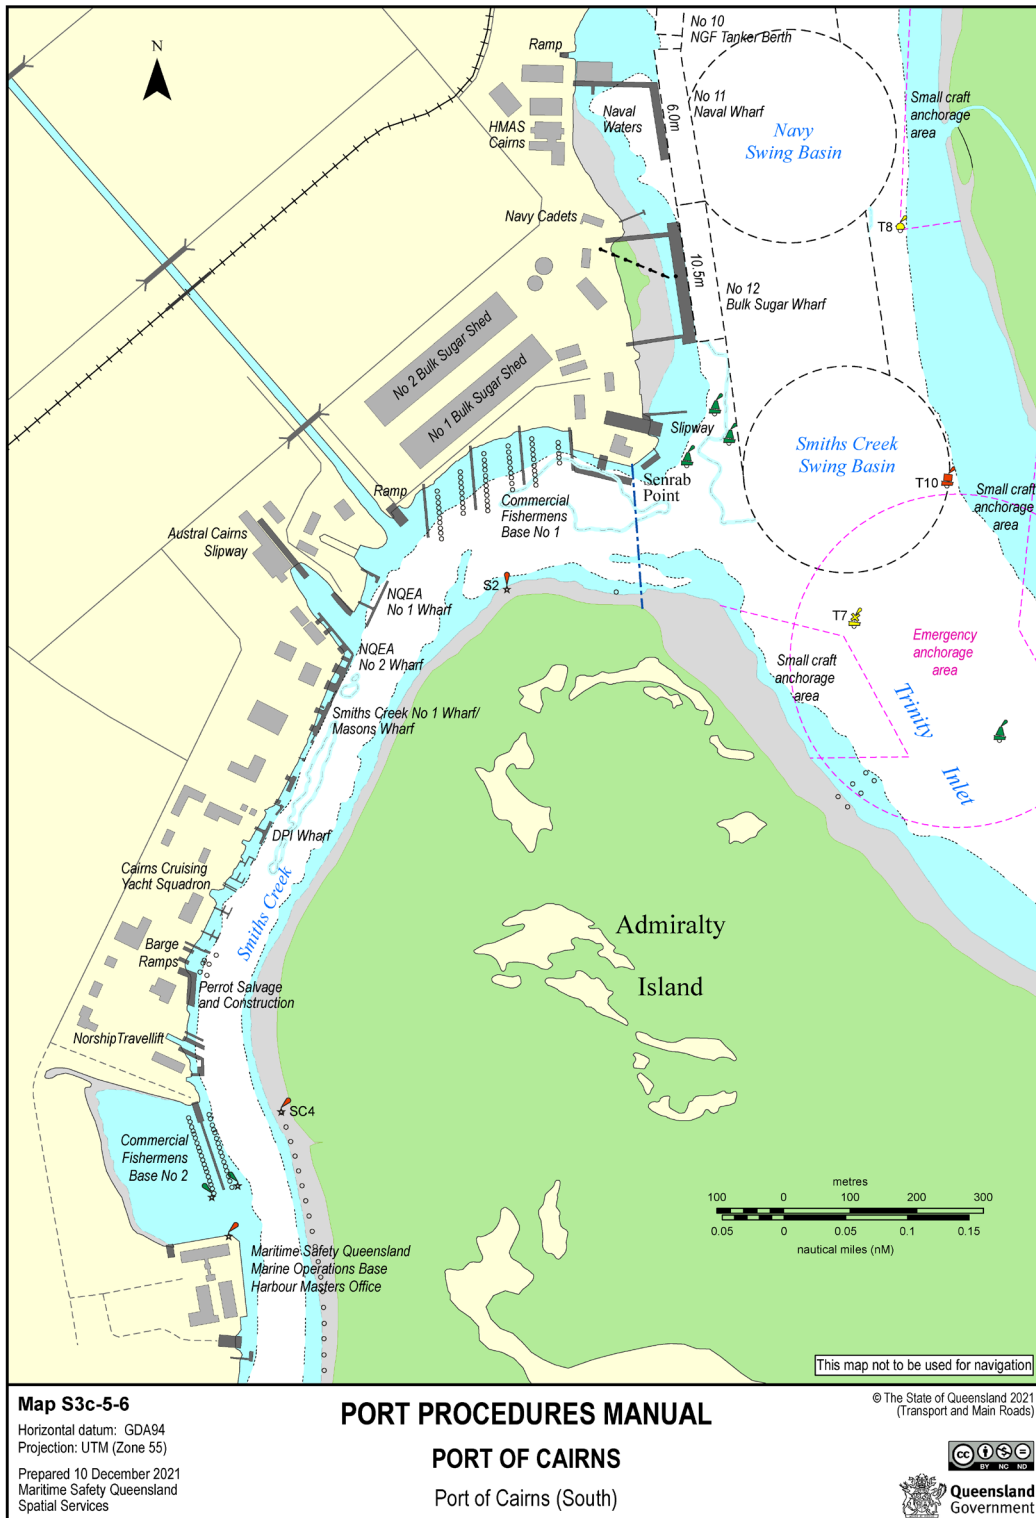 No 10
NGF Tanker Berth
N
Ramp
No 11
Naval Wharf
6.0m
Naval
Waters
Small craft
anchorage
area
Navy
Swing Basin
HMAS
Cairns
Navy Cadets
T8
10.5m
No 12
Bulk Sugar Wharf
No 2 Bulk Sugar Shed
No 1 Bulk Sugar Shed
Slipway
Smiths Creek
Swing Basin
Senrab
Point
T10
Small craft
anchorage
area
Ramp
Commercial
Fishermens
Base No 1
Austral Cairns
Slipway
S2
NQEA
No 1 Wharf
T7
Emergency
anchorage
area
NQEA
No 2 Wharf
Small craft
anchorage
area
Trinity
Inlet
Smiths Creek No 1 Wharf/
Masons Wharf
DPI Wharf
Cairns Cruising
Yacht Squadron
Smiths Creek
Admiralty
Island
Barge
Ramps
Perrot Salvage
and Construction
NorshipTravellift
SC4
Commercial
Fishermens
Base No 2
metres
100 0 100 200 300
0.05 0 0.05 0.1 0.15
nautical miles (nM)
Maritime Safety Queensland
Marine Operations Base
Harbour Masters Office
This map not to be used for navigation
Map S3c-5-6
Horizontal datum: GDA94
Projection: UTM (Zone 55)
Prepared 10 December 2021
Maritime Safety Queensland
Spatial Services
PORT PROCEDURES MANUAL
PORT OF CAIRNS
Port of Cairns (South)
© The State of Queensland 2021
(Transport and Main Roads)
cc
BY NC ND
Queensland
Government